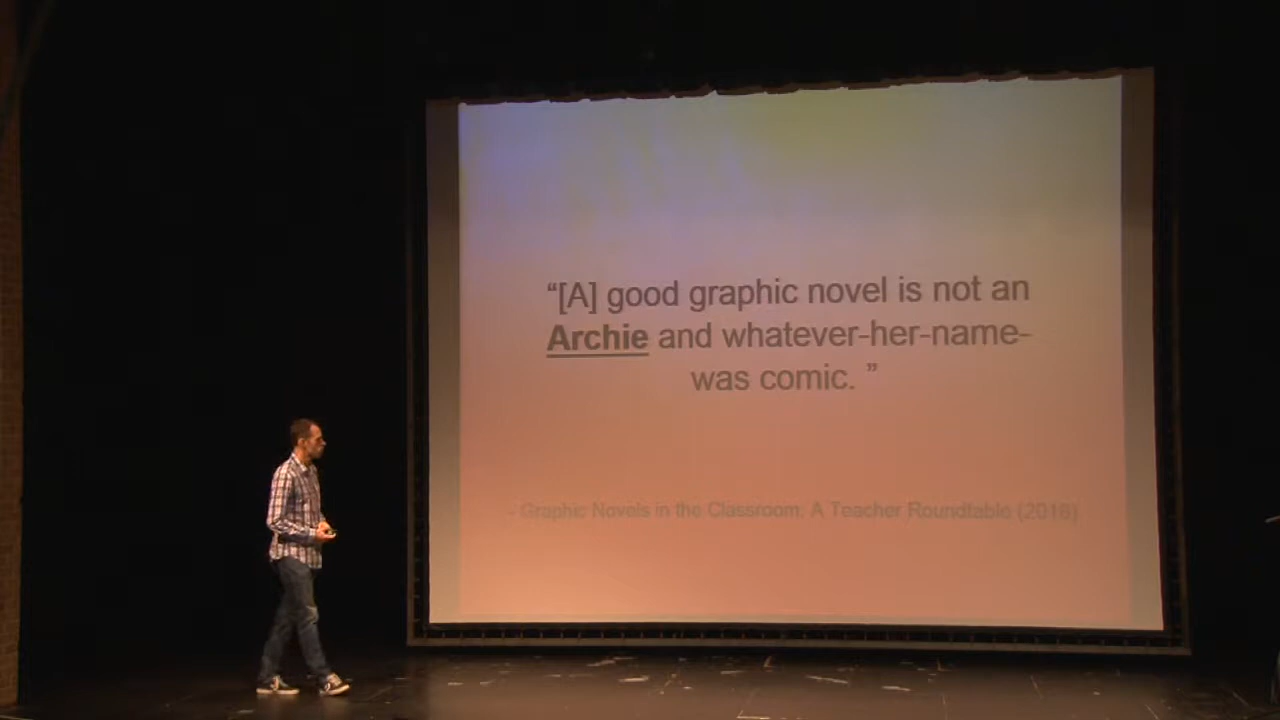 “[A] good graphic novel is not an
Archie and whatever-her-name-
was comic. ”
- Graphic Novels in the Classroom: A Teacher Roundtable (2018)